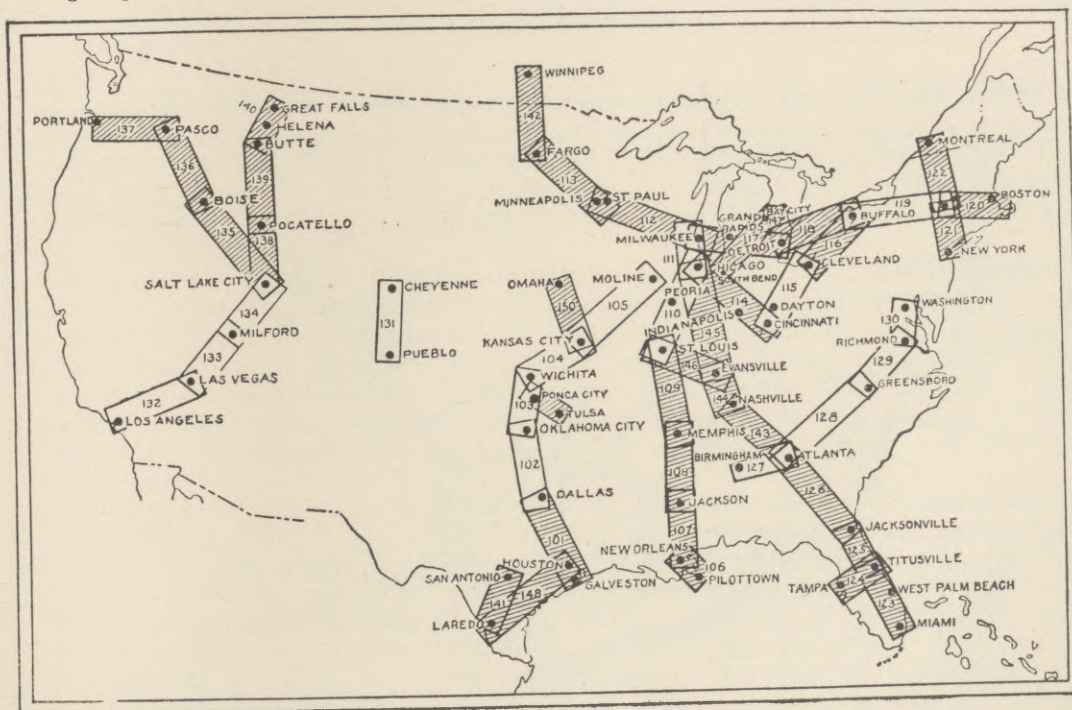 WINNIPEG
142
FARGO
113
MINNEAPOLIS
ST. PAUL
112
140
GREAT FALLS
HELENA
BUTTE
139
POCATELLO
138
PORTLAND
137
PASCO
136
BOISE
135
SALT LAKE CITY
134
MILFORD
133
LAS VEGAS
132
LOS ANGELES
CHEYENNE
131
PUEBLO
MONTREAL
122
BOSTON
120
119
121
NEW YORK
BUFFALO
BAY CITY
147
GRAND
RAPIDS
117
118
116
DETROIT
CLEVELAND
115
MILWAUKEE
111
CHICAGO
SOUTH BEND
114
DAYTON
CINCINNATI
MOLINE
105
OMAHA
150
PEORIA
110
INDIANAPOLIS
145
KANSAS CITY
104
ST. LOUIS
146
EVANSVILLE
144
NASHVILLE
143
WASHINGTON
130
RICHMOND
129
GREENSBORO
128
WICHITA
PONCA CITY
103
TULSA
OKLAHOMA CITY
102
DALLAS
101
109
MEMPHIS
108
BIRMINGHAM
127
ATLANTA
126
JACKSON
107
NEW ORLEANS
106
PILOTTOWN
JACKSONVILLE
125
TITUSVILLE
TAMPA
124
WEST PALM BEACH
123
MIAMI
HOUSTON
GALVESTON
SAN ANTONIO
141
148
LAREDO